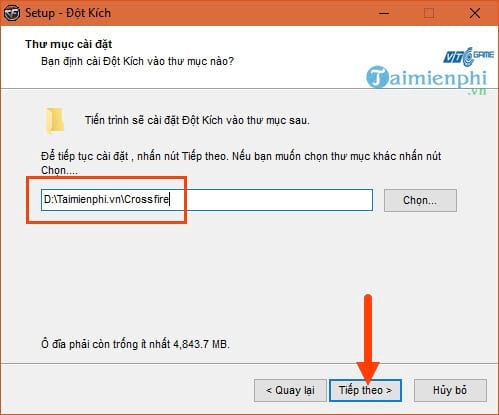 Setup - Đột Kích
Thư mục cài đặt
Bạn định cài Đột Kích vào thư mục nào?
VTC GAME
Taimienphi
.vn
Tiến trình sẽ cài đặt Đột Kích vào thư mục sau.
Để tiếp tục cài đặt , nhấn nút Tiếp theo. Nếu bạn muốn chọn thư mục khác nhấn nút
Chọn....
D:\Taimienphi.vn\Crossfire
Chọn...
Ô đĩa phải còn trống ít nhất 4,843.7 MB.
< Quay lại
Tiếp theo >
Hủy bỏ